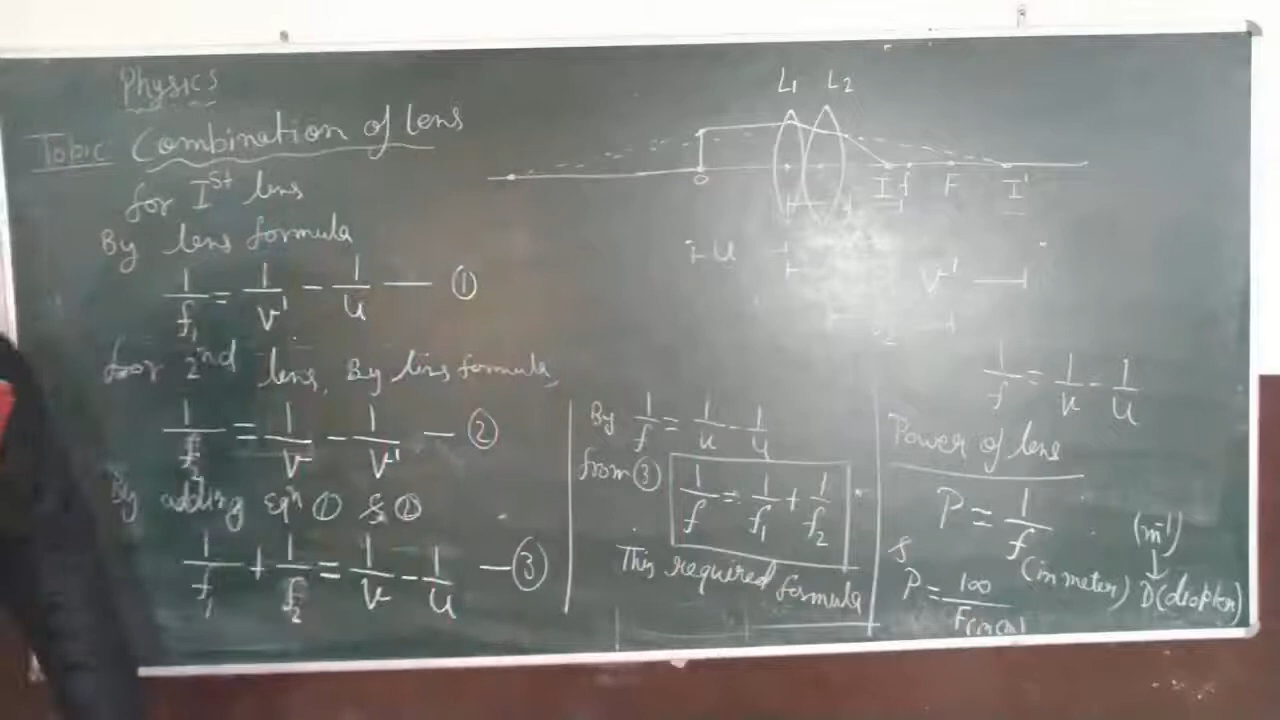 Physics
Topic: Combination of lens
for Ist lens
By lens formula
1/f₁ = 1/v' - 1/u — ①
for 2nd lens, By lens formula,
1/f₂ = 1/v - 1/v' — ②
By adding eqn ① & ②
1/f₁ + 1/f₂ = 1/v - 1/u — ③
L₁ L₂
O I f F I'
u
v'
By 1/f = 1/v - 1/u
from ③ 1/f = 1/f₁ + 1/f₂
This required formula
1/f = 1/v - 1/u
Power of lens
P = 1/f (in meter)
(m⁻¹)
↓
D
P = 100/F(in cm)